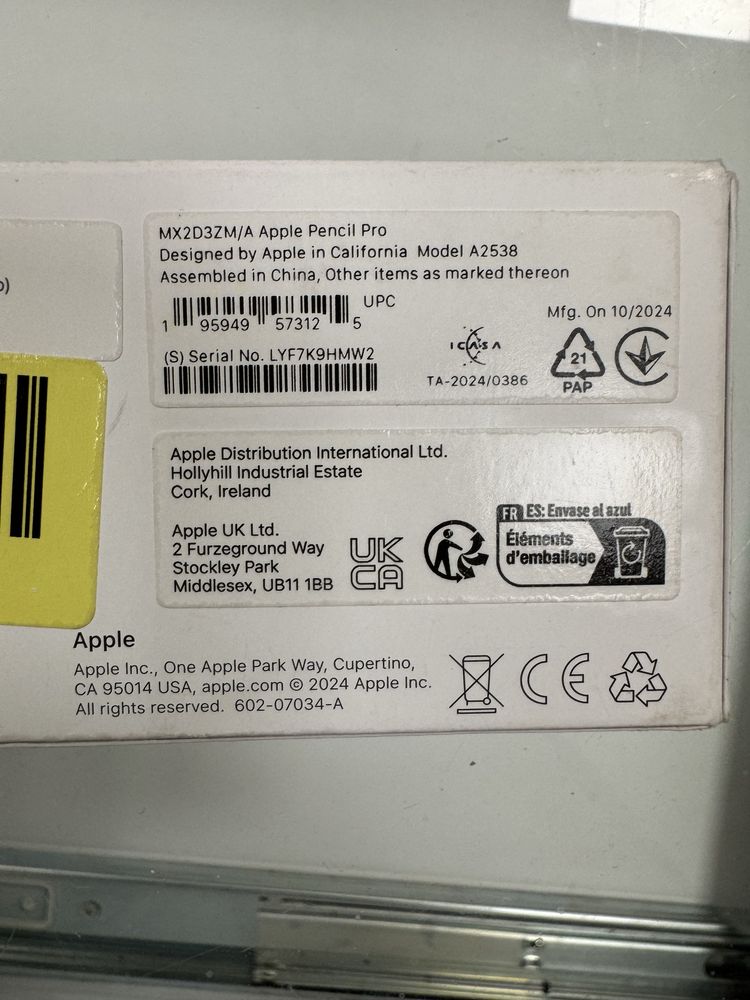 MX2D3ZM/A Apple Pencil Pro
Designed by Apple in California Model A2538
Assembled in China, Other items as marked thereon
UPC
1 95949 57312 5
Mfg. On 10/2024
(S) Serial No. LYF7K9HMW2
ICASA
TA-2024/0386
21
PAP
Apple Distribution International Ltd.
Hollyhill Industrial Estate
Cork, Ireland
Apple UK Ltd.
2 Furzeground Way
Stockley Park
Middlesex, UB11 1BB
UK
CA
FR ES: Envase al azul
Éléments
d'emballage
Apple
Apple Inc., One Apple Park Way, Cupertino,
CA 95014 USA, apple.com © 2024 Apple Inc.
All rights reserved. 602-07034-A
CE